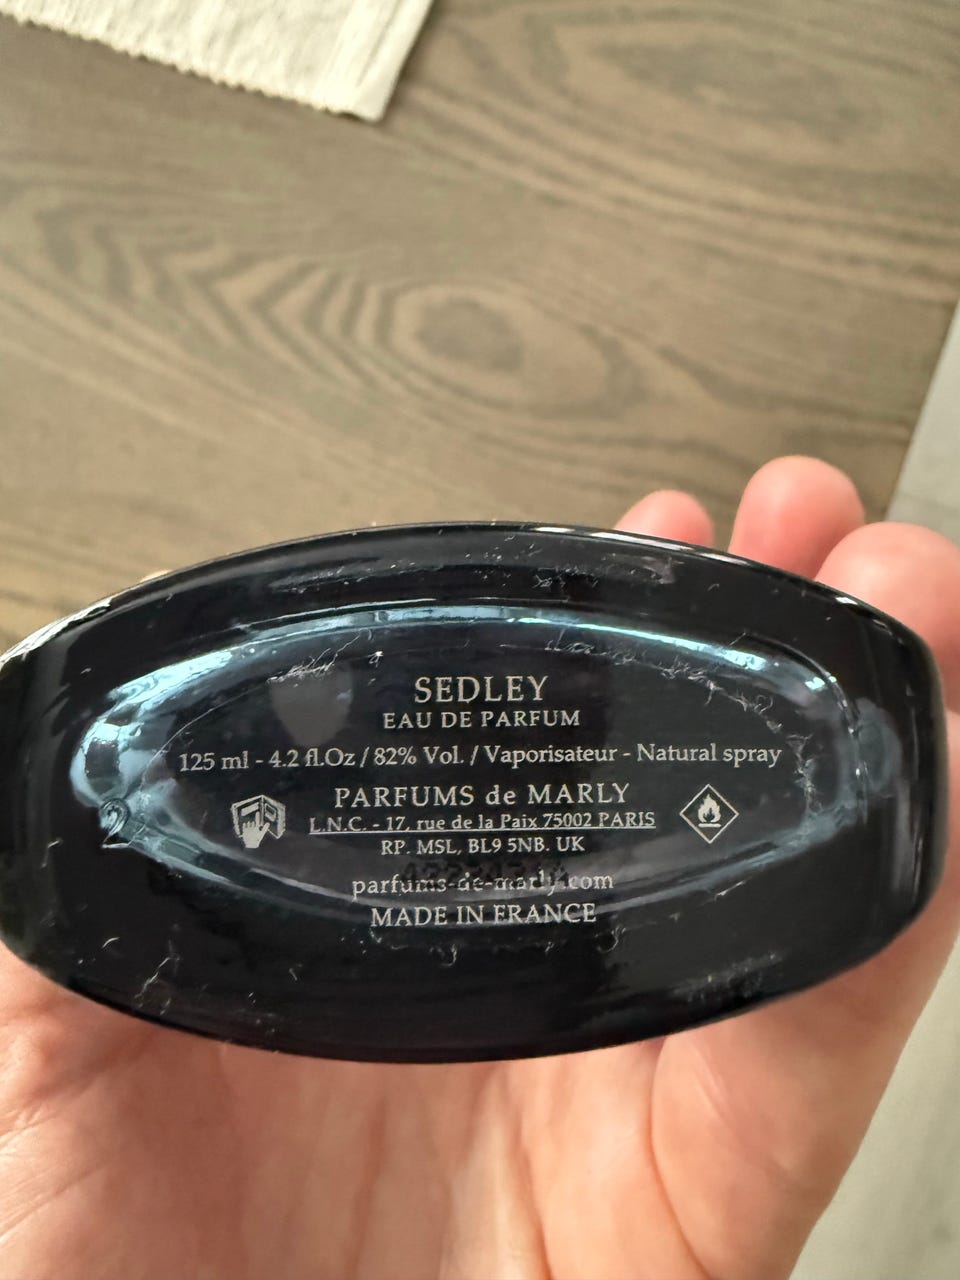 SEDLEY
EAU DE PARFUM
125 ml - 4.2 fl.Oz / 82% Vol. / Vaporisateur - Natural spray
PARFUMS de MARLY
L.N.C. - 17, rue de la Paix 75002 PARIS
RP. MSL, BL9 5NB. UK
parfums-de-marly.com
MADE IN FRANCE
2